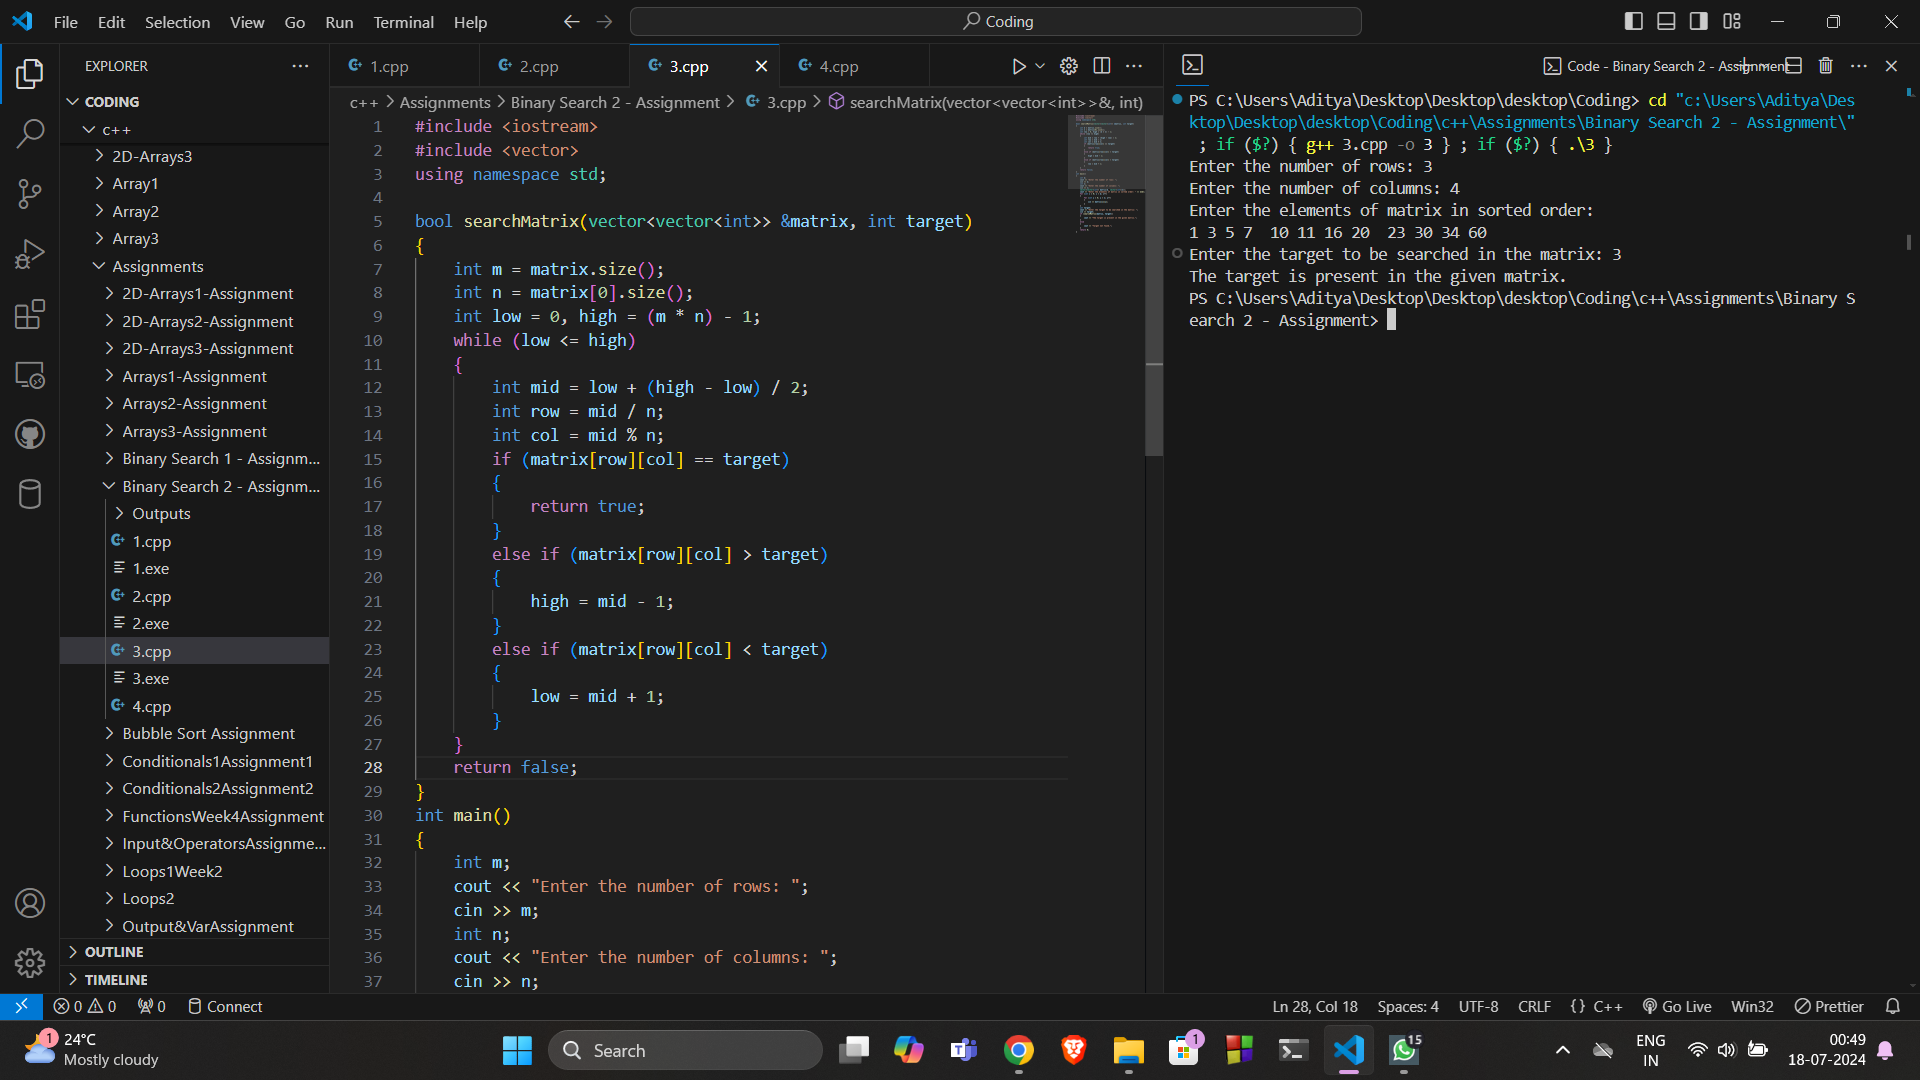 File Edit Selection View Go Run Terminal Help
Coding
EXPLORER
CODING
c++
2D-Arrays3
Array1
Array2
Array3
Assignments
2D-Arrays1-Assignment
2D-Arrays2-Assignment
2D-Arrays3-Assignment
Arrays1-Assignment
Arrays2-Assignment
Arrays3-Assignment
Binary Search 1 - Assignm...
Binary Search 2 - Assignm...
Outputs
1.cpp
1.exe
2.cpp
2.exe
3.cpp
3.exe
4.cpp
Bubble Sort Assignment
Conditionals1Assignment1
Conditionals2Assignment2
FunctionsWeek4Assignment
Input&OperatorsAssignme...
Loops1Week2
Loops2
Output&VarAssignment
OUTLINE
TIMELINE
1.cpp 2.cpp 3.cpp 4.cpp
c++ > Assignments > Binary Search 2 - Assignment > 3.cpp > searchMatrix(vector<vector<int>>&, int)
1 #include <iostream>
2 #include <vector>
3 using namespace std;
4
5 bool searchMatrix(vector<vector<int>> &matrix, int target)
6 {
7 int m = matrix.size();
8 int n = matrix[0].size();
9 int low = 0, high = (m * n) - 1;
10 while (low <= high)
11 {
12 int mid = low + (high - low) / 2;
13 int row = mid / n;
14 int col = mid % n;
15 if (matrix[row][col] == target)
16 {
17 return true;
18 }
19 else if (matrix[row][col] > target)
20 {
21 high = mid - 1;
22 }
23 else if (matrix[row][col] < target)
24 {
25 low = mid + 1;
26 }
27 }
28 return false;
29 }
30 int main()
31 {
32 int m;
33 cout << "Enter the number of rows: ";
34 cin >> m;
35 int n;
36 cout << "Enter the number of columns: ";
37 cin >> n;
Code - Binary Search 2 - Assignment
PS C:\Users\Aditya\Desktop\Desktop\desktop\Coding> cd "c:\Users\Aditya\Des
ktop\Desktop\desktop\Coding\c++\Assignments\Binary Search 2 - Assignment\"
; if ($?) { g++ 3.cpp -o 3 } ; if ($?) { .\3 }
Enter the number of rows: 3
Enter the number of columns: 4
Enter the elements of matrix in sorted order:
1 3 5 7  10 11 16 20  23 30 34 60
Enter the target to be searched in the matrix: 3
The target is present in the given matrix.
PS C:\Users\Aditya\Desktop\Desktop\desktop\Coding\c++\Assignments\Binary S
earch 2 - Assignment>
0 0 0 Connect
Ln 28, Col 18 Spaces: 4 UTF-8 CRLF {} C++ Go Live Win32 Prettier
1 24°C
Mostly cloudy
Search
1
15
ENG
IN
00:49
18-07-2024